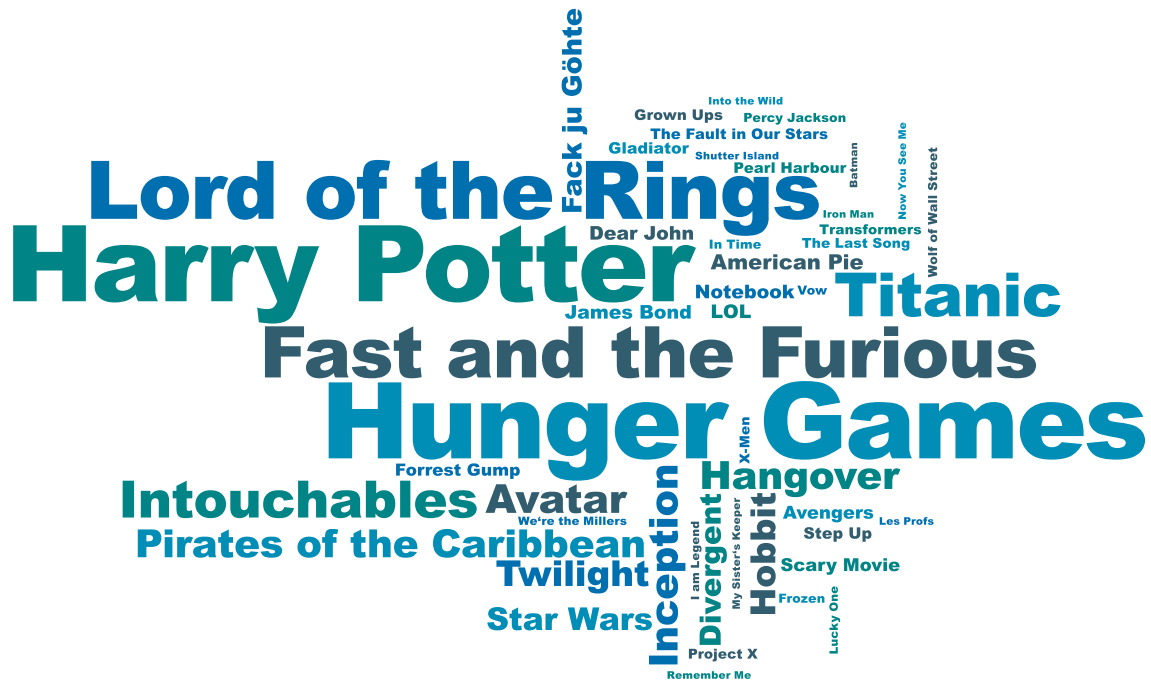 Fack ju Göhte
Into the Wild
Grown Ups
Percy Jackson
The Fault in Our Stars
Gladiator
Shutter Island
Pearl Harbour
Batman
Now You See Me
Wolf of Wall Street
Lord of the Rings
Iron Man
Transformers
Dear John
In Time
The Last Song
Harry Potter
American Pie
Notebook
Vow
Titanic
James Bond
LOL
Fast and the Furious
Hunger Games
X-Men
Forrest Gump
Hangover
Intouchables
Avatar
We're the Millers
Inception
I am Legend
Divergent
My Sister's Keeper
Hobbit
Avengers
Les Profs
Step Up
Pirates of the Caribbean
Twilight
Scary Movie
Frozen
Lucky One
Star Wars
Project X
Remember Me